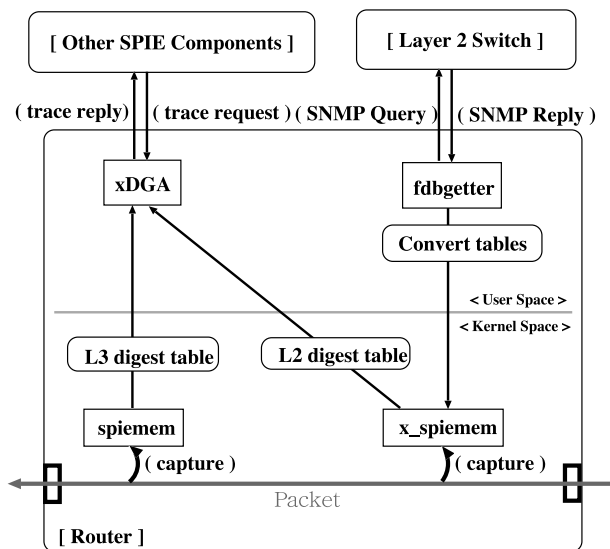 [ Other SPIE Components ]
[ Layer 2 Switch ]
( trace reply)
( trace request )
( SNMP Query )
( SNMP Reply )
xDGA
fdbgetter
Convert tables
< User Space >
< Kernel Space >
L3 digest table
L2 digest table
spiemem
x_spiemem
( capture )
( capture )
Packet
[ Router ]